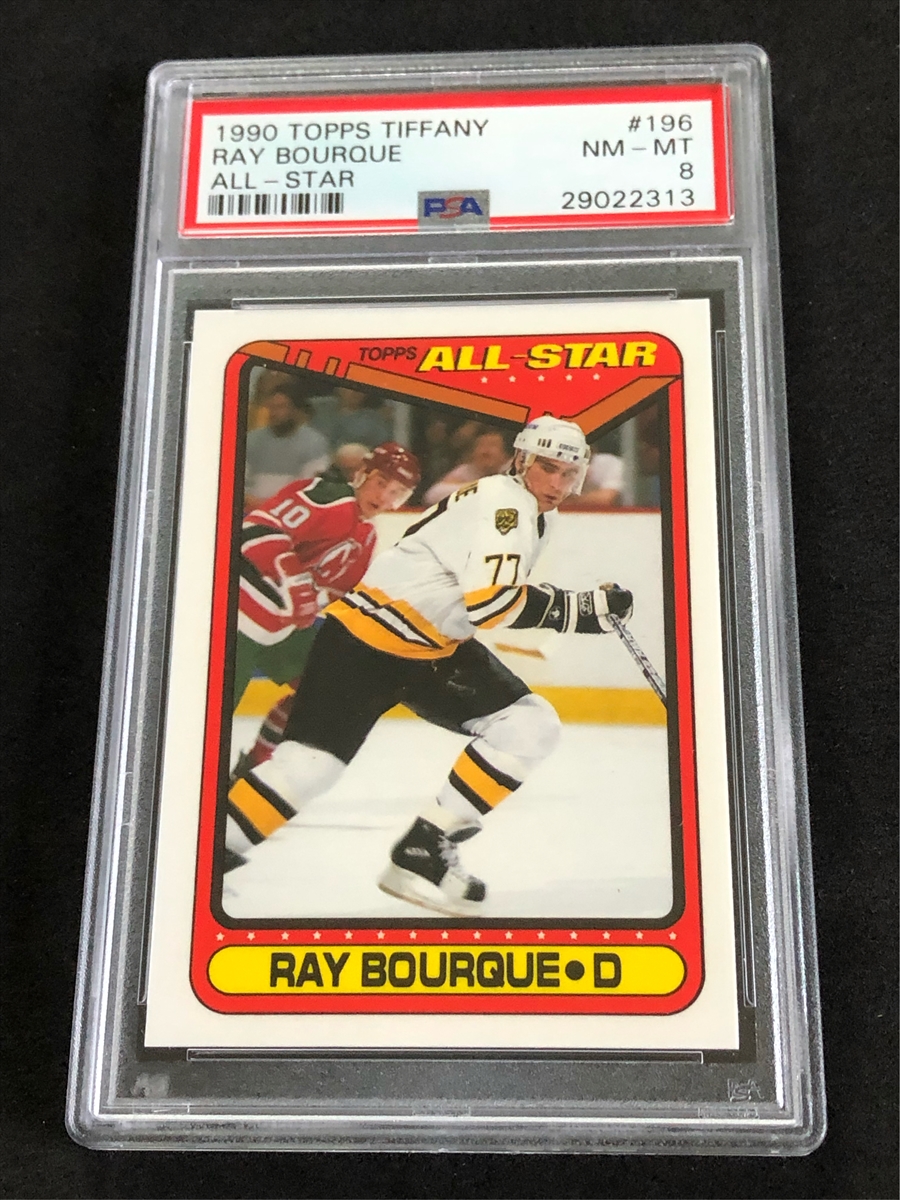 1990 TOPPS TIFFANY #196
RAY BOURQUE NM-MT
ALL-STAR 8
PSA 29022313
TOPPS ALL-STAR
10
77
RAY BOURQUE • D